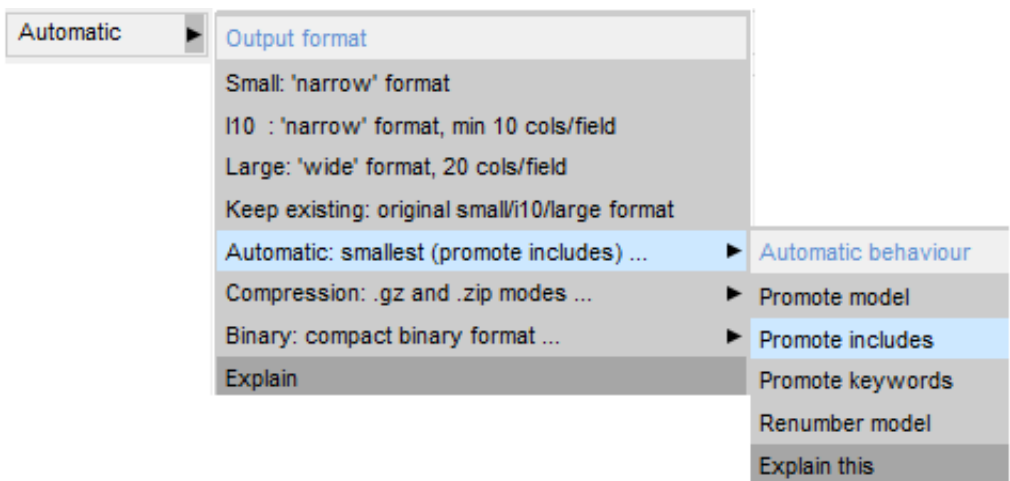 Automatic
Output format
Small: 'narrow' format
I10 : 'narrow' format, min 10 cols/field
Large: 'wide' format, 20 cols/field
Keep existing: original small/i10/large format
Automatic: smallest (promote includes) ...
Compression: .gz and .zip modes ...
Binary: compact binary format ...
Explain
Automatic behaviour
Promote model
Promote includes
Promote keywords
Renumber model
Explain this